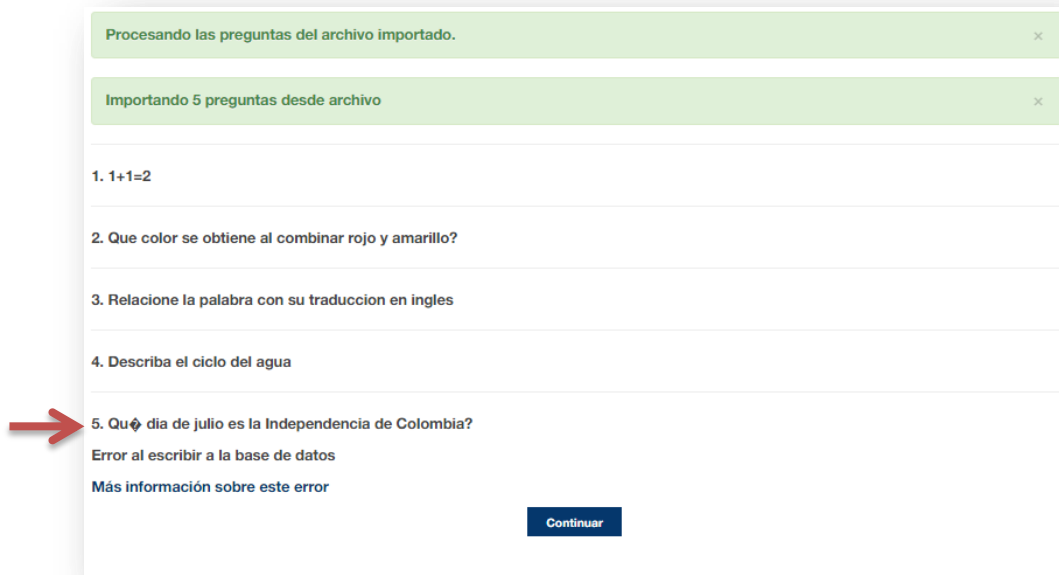 Procesando las preguntas del archivo importado. ×
Importando 5 preguntas desde archivo ×
1. 1+1=2
2. Que color se obtiene al combinar rojo y amarillo?
3. Relacione la palabra con su traduccion en ingles
4. Describa el ciclo del agua
5. Qu� dia de julio es la Independencia de Colombia?
Error al escribir a la base de datos
Más información sobre este error
Continuar